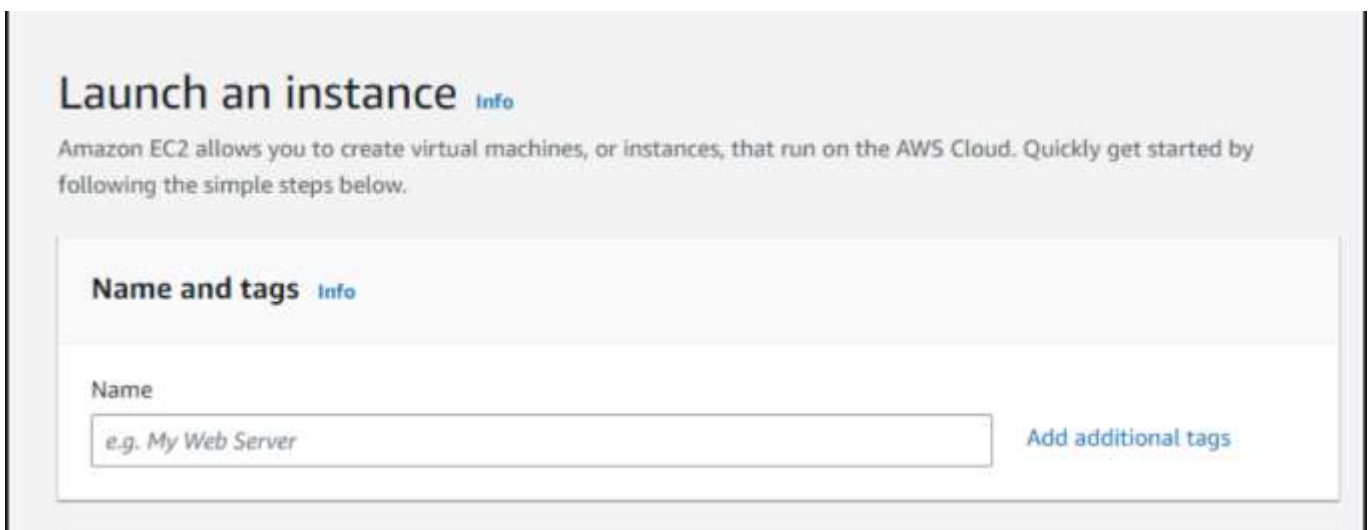 Launch an instance Info
Amazon EC2 allows you to create virtual machines, or instances, that run on the AWS Cloud. Quickly get started by
following the simple steps below.
Name and tags Info
Name
e.g. My Web Server Add additional tags